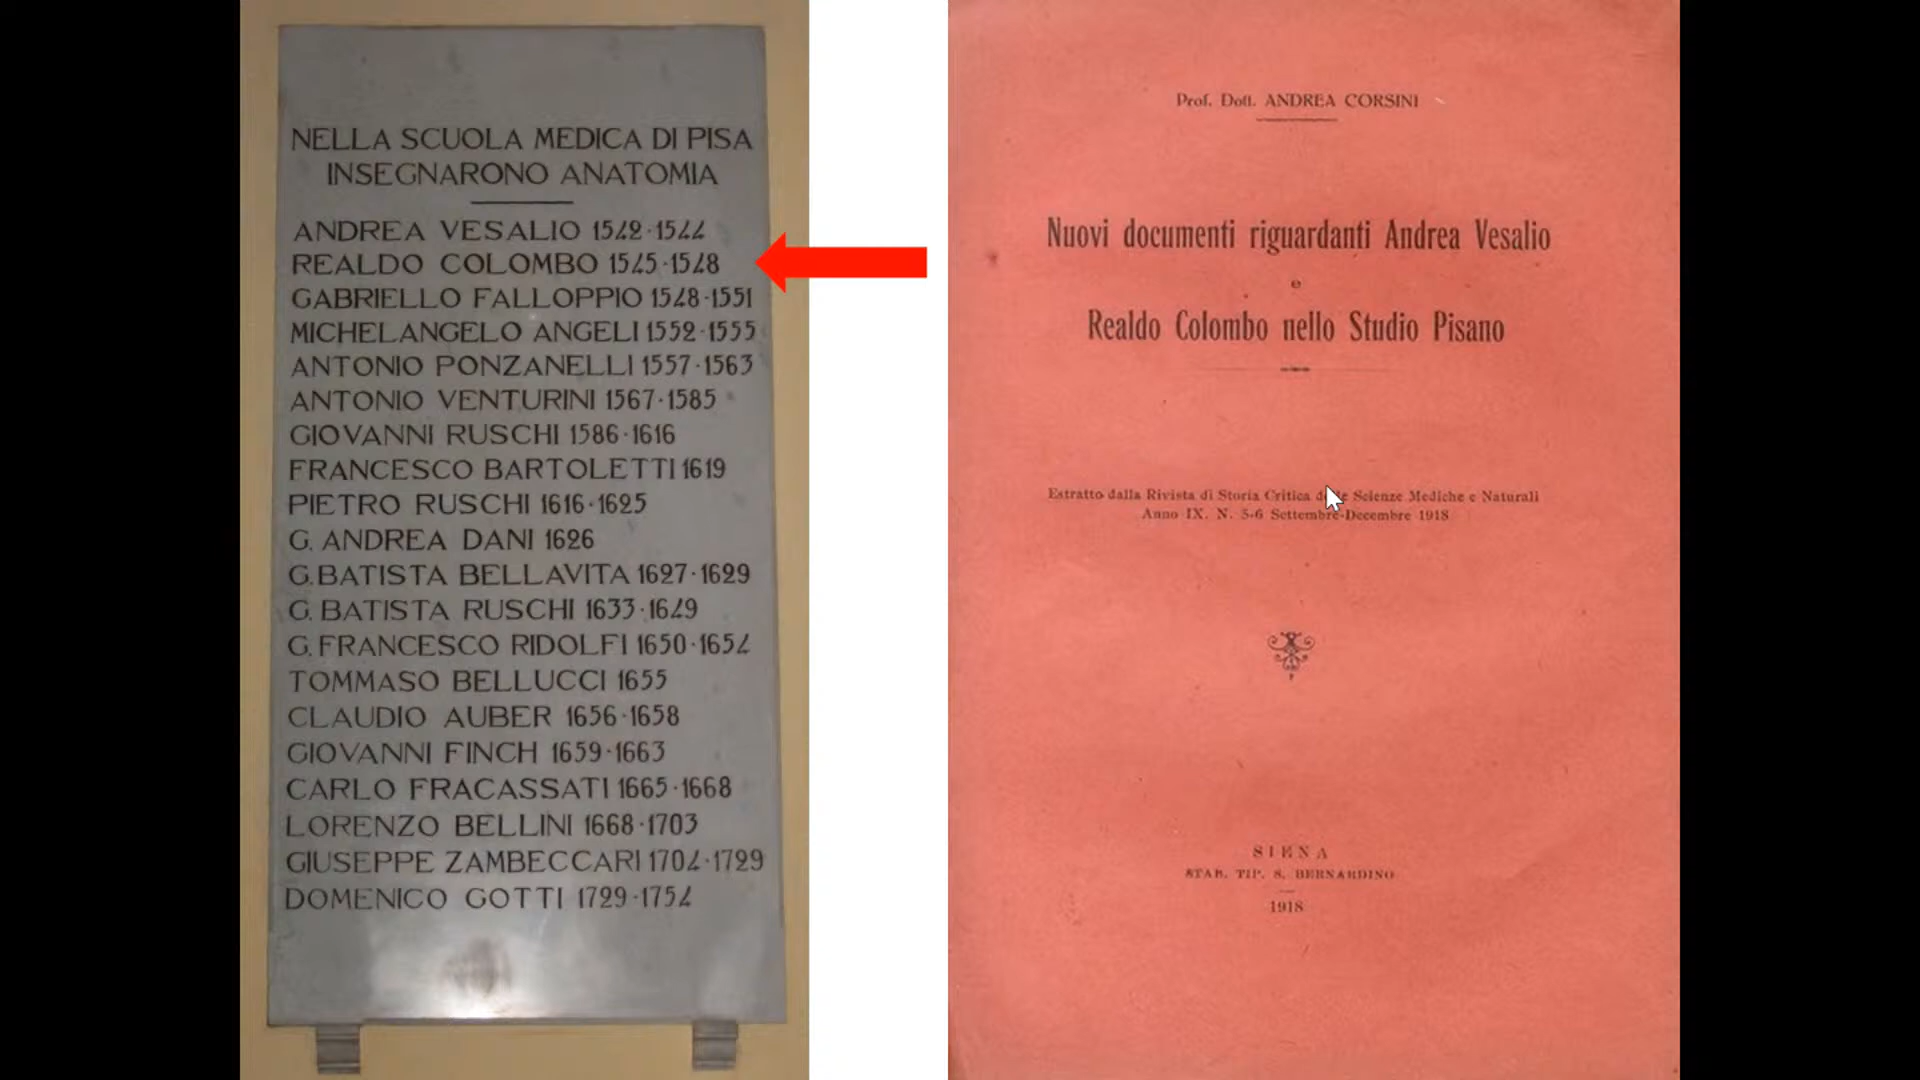 NELLA SCUOLA MEDICA DI PISA
INSEGNARONO ANATOMIA
ANDREA VESALIO 1542·1544
REALDO COLOMBO 1545·1548
GABRIELLO FALLOPPIO 1548·1551
MICHELANGELO ANGELI 1552·1555
ANTONIO PONZANELLI 1557·1563
ANTONIO VENTURINI 1567·1585
GIOVANNI RUSCHI 1586·1616
FRANCESCO BARTOLETTI 1619
PIETRO RUSCHI 1616·1625
G. ANDREA DANI 1626
G. BATISTA BELLAVITA 1627·1629
G. BATISTA RUSCHI 1633·1649
G. FRANCESCO RIDOLFI 1650·1654
TOMMASO BELLUCCI 1655
CLAUDIO AUBER 1656·1658
GIOVANNI FINCH 1659·1663
CARLO FRACASSATI 1665·1668
LORENZO BELLINI 1668·1703
GIUSEPPE ZAMBECCARI 1704·1729
DOMENICO GOTTI 1729·1754
Prof. Dott. ANDREA CORSINI
Nuovi documenti riguardanti Andrea Vesalio
e
Realdo Colombo nello Studio Pisano
Estratto dalla Rivista di Storia Critica delle Scienze Mediche e Naturali
Anno IX. N. 5-6 Settembre-Decembre 1918
SIENA
STAB. TIP. S. BERNARDINO
1918